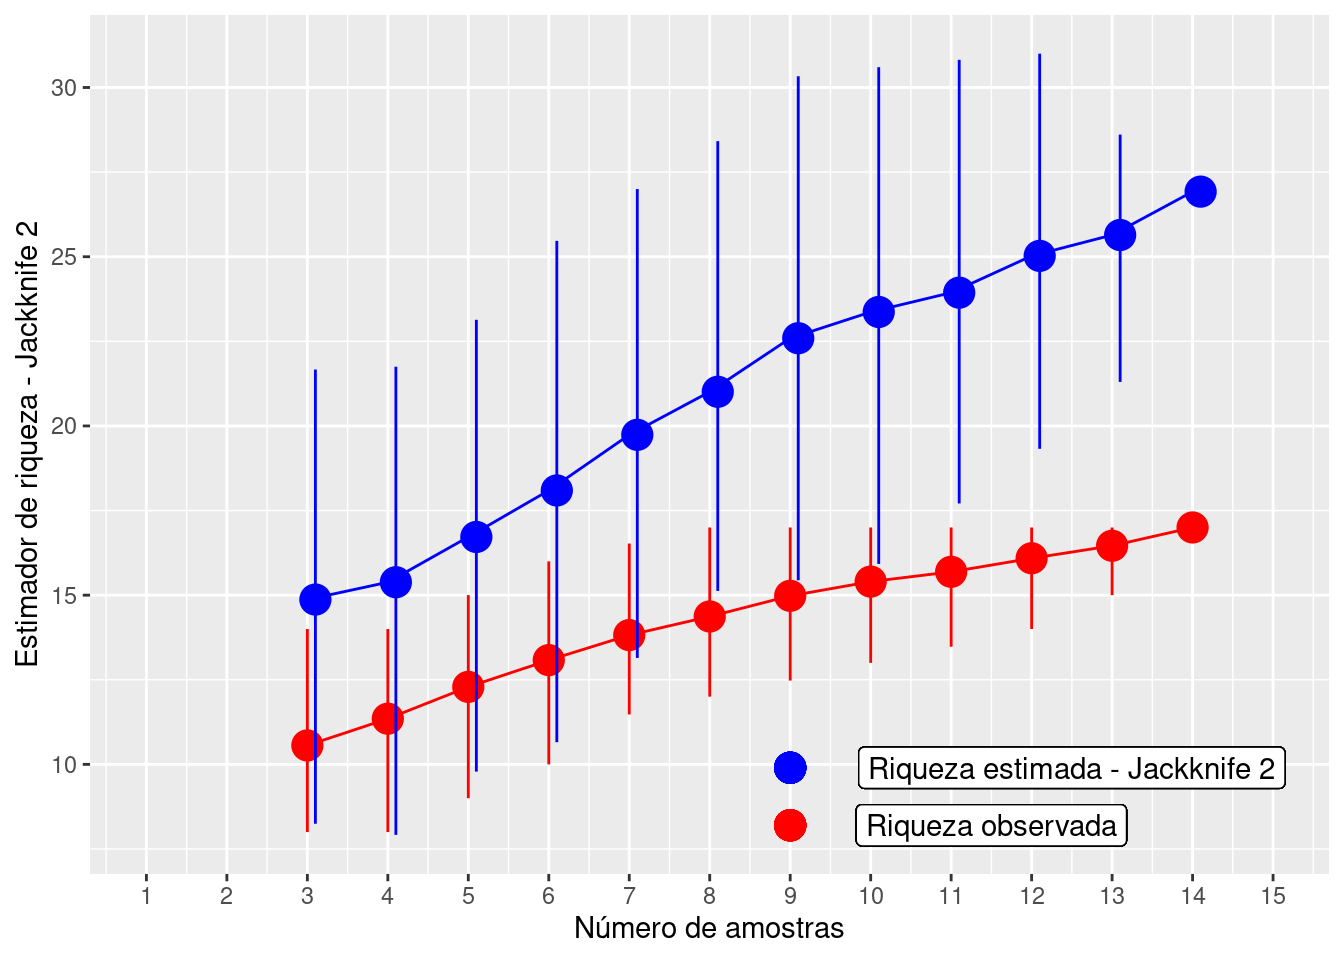 Estimador de riqueza - Jackknife 2
30
25
20
15
10
Riqueza estimada - Jackknife 2
Riqueza observada
1 2 3 4 5 6 7 8 9 10 11 12 13 14 15
Número de amostras